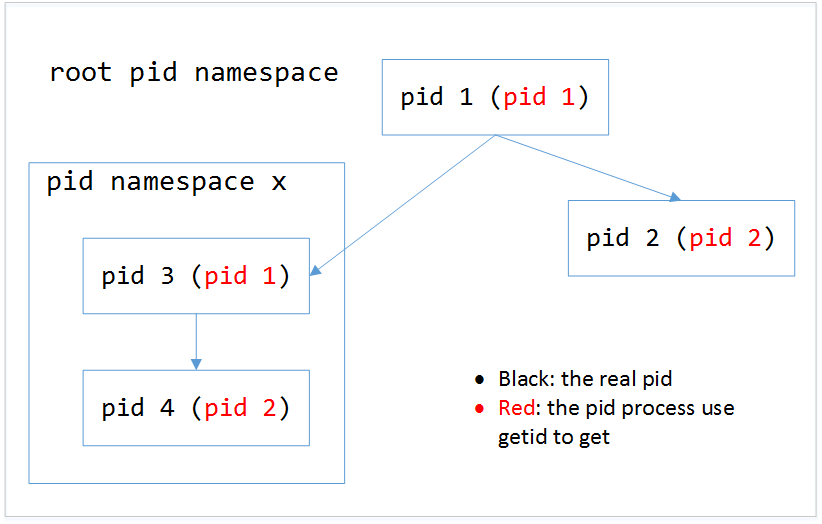 root pid namespace
pid 1 (pid 1)
pid namespace x
pid 2 (pid 2)
pid 3 (pid 1)
pid 4 (pid 2)
● Black: the real pid
● Red: the pid process use
getid to get